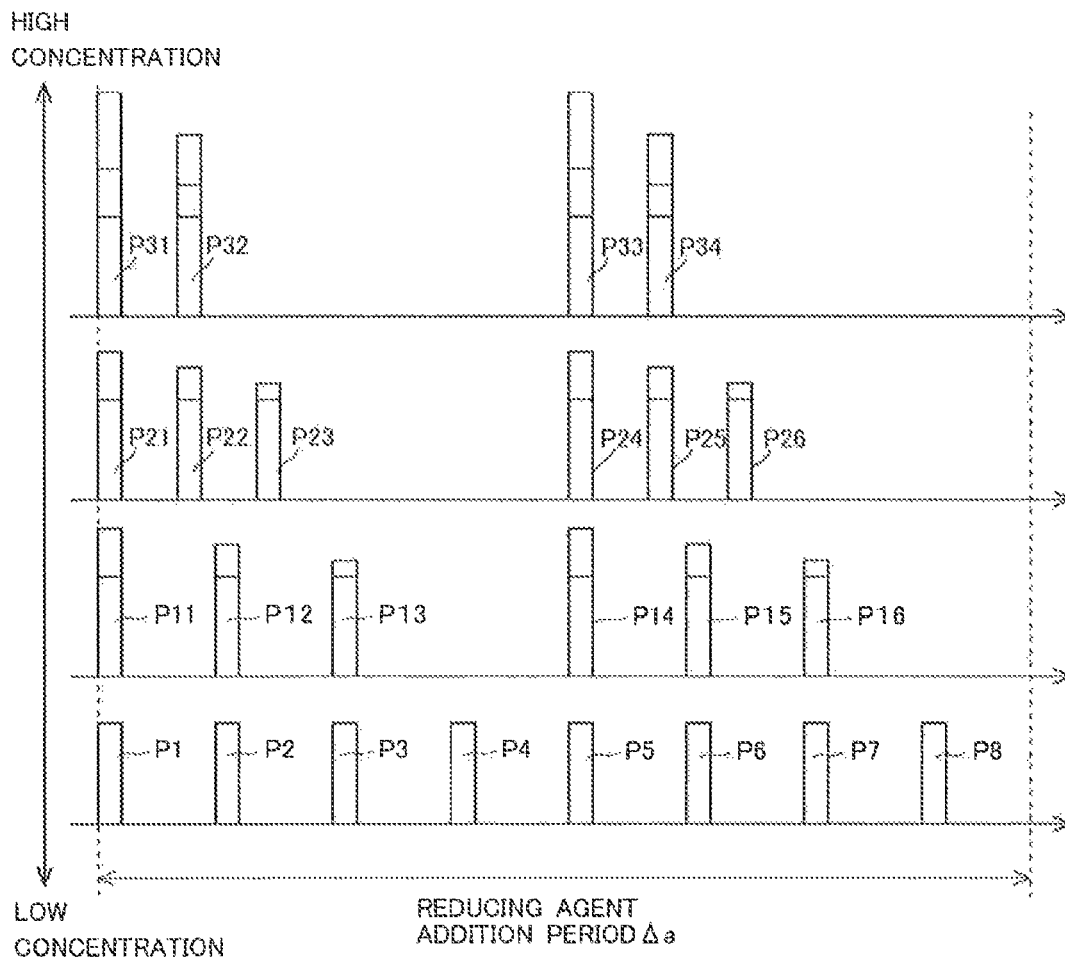 HIGH
CONCENTRATION
P31
P32
P33
P34
P21
P22
P23
P24
P25
P26
P11
P12
P13
P14
P15
P16
P1
P2
P3
P4
P5
P6
P7
P8
LOW
CONCENTRATION
REDUCING AGENT
ADDITION PERIOD Δa